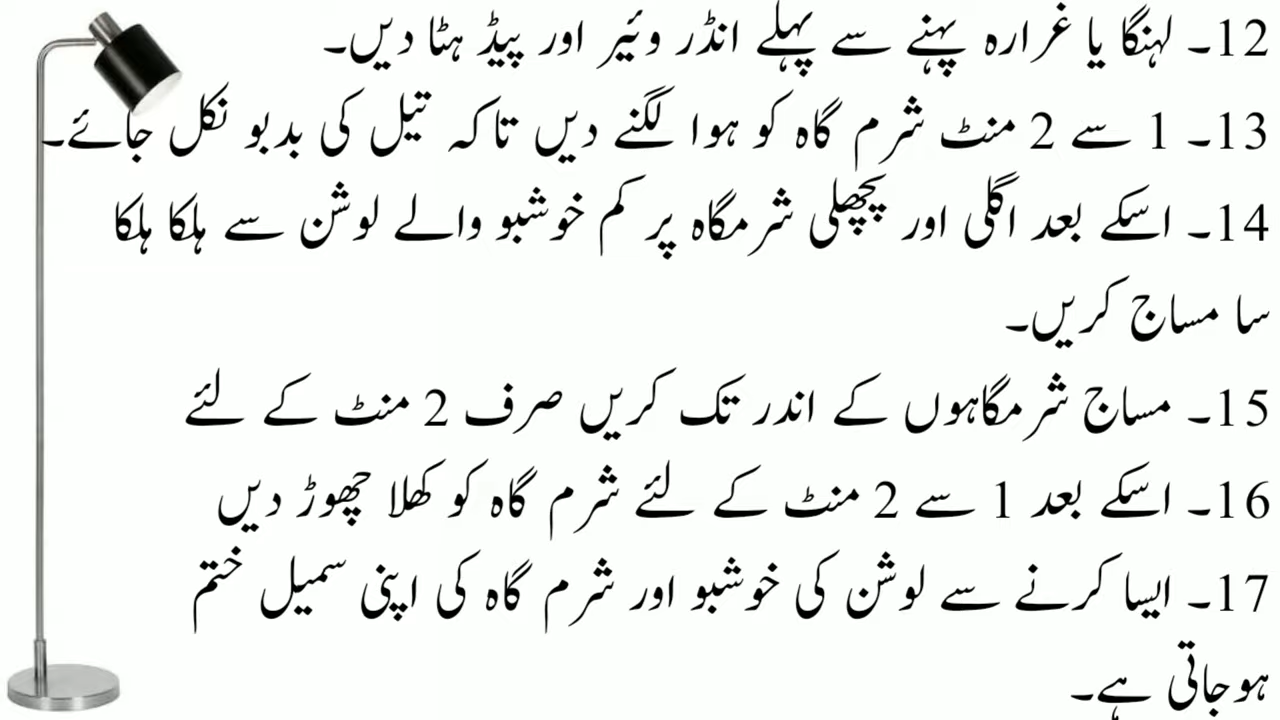 12۔ لہنگا یا غرارہ پہنے سے پہلے انڈر وئیر اور پیڈ ہٹا دیں۔
13۔ 1 سے 2 منٹ شرم گاہ کو ہوا لگنے دیں تاکہ تیل کی بدبو نکل جائے۔
14۔ اسکے بعد اگلی اور پچھلی شرمگاہ پر کم خوشبو والے لوشن سے ہلکا ہلکا
سا مساج کریں۔
15۔ مساج شرمگاہوں کے اندر تک کریں صرف 2 منٹ کے لئے
16۔ اسکے بعد 1 سے 2 منٹ کے لئے شرم گاہ کو کھلا چھوڑ دیں
17۔ ایسا کرنے سے لوشن کی خوشبو اور شرم گاہ کی اپنی سمیل ختم
ہوجاتی ہے۔